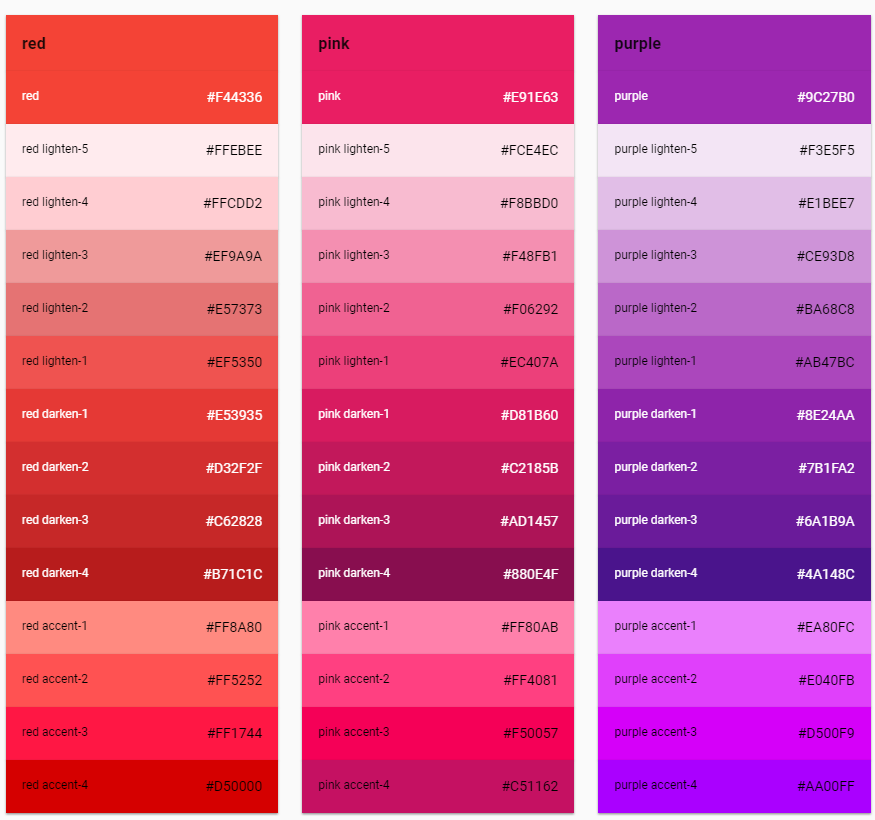 red
red #F44336
red lighten-5 #FFEBEE
red lighten-4 #FFCDD2
red lighten-3 #EF9A9A
red lighten-2 #E57373
red lighten-1 #EF5350
red darken-1 #E53935
red darken-2 #D32F2F
red darken-3 #C62828
red darken-4 #B71C1C
red accent-1 #FF8A80
red accent-2 #FF5252
red accent-3 #FF1744
red accent-4 #D50000
pink
pink #E91E63
pink lighten-5 #FCE4EC
pink lighten-4 #F8BBD0
pink lighten-3 #F48FB1
pink lighten-2 #F06292
pink lighten-1 #EC407A
pink darken-1 #D81B60
pink darken-2 #C2185B
pink darken-3 #AD1457
pink darken-4 #880E4F
pink accent-1 #FF80AB
pink accent-2 #FF4081
pink accent-3 #F50057
pink accent-4 #C51162
purple
purple #9C27B0
purple lighten-5 #F3E5F5
purple lighten-4 #E1BEE7
purple lighten-3 #CE93D8
purple lighten-2 #BA68C8
purple lighten-1 #AB47BC
purple darken-1 #8E24AA
purple darken-2 #7B1FA2
purple darken-3 #6A1B9A
purple darken-4 #4A148C
purple accent-1 #EA80FC
purple accent-2 #E040FB
purple accent-3 #D500F9
purple accent-4 #AA00FF